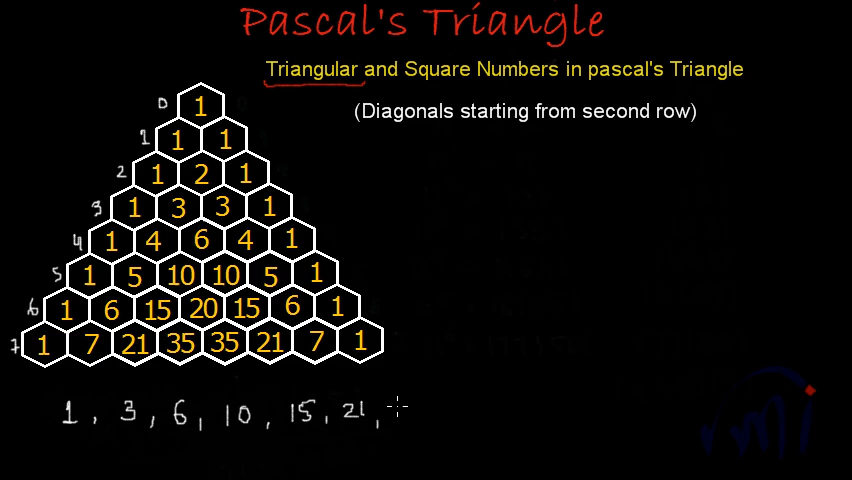 Pascal's Triangle
Triangular and Square Numbers in pascal's Triangle
(Diagonals starting from second row)
0 1
1 1 1
2 1 2 1
3 1 3 3 1
4 1 4 6 4 1
5 1 5 10 10 5 1
6 1 6 15 20 15 6 1
7 1 7 21 35 35 21 7 1
1 , 3 , 6 , 10 , 15 , 21 ,
vmi